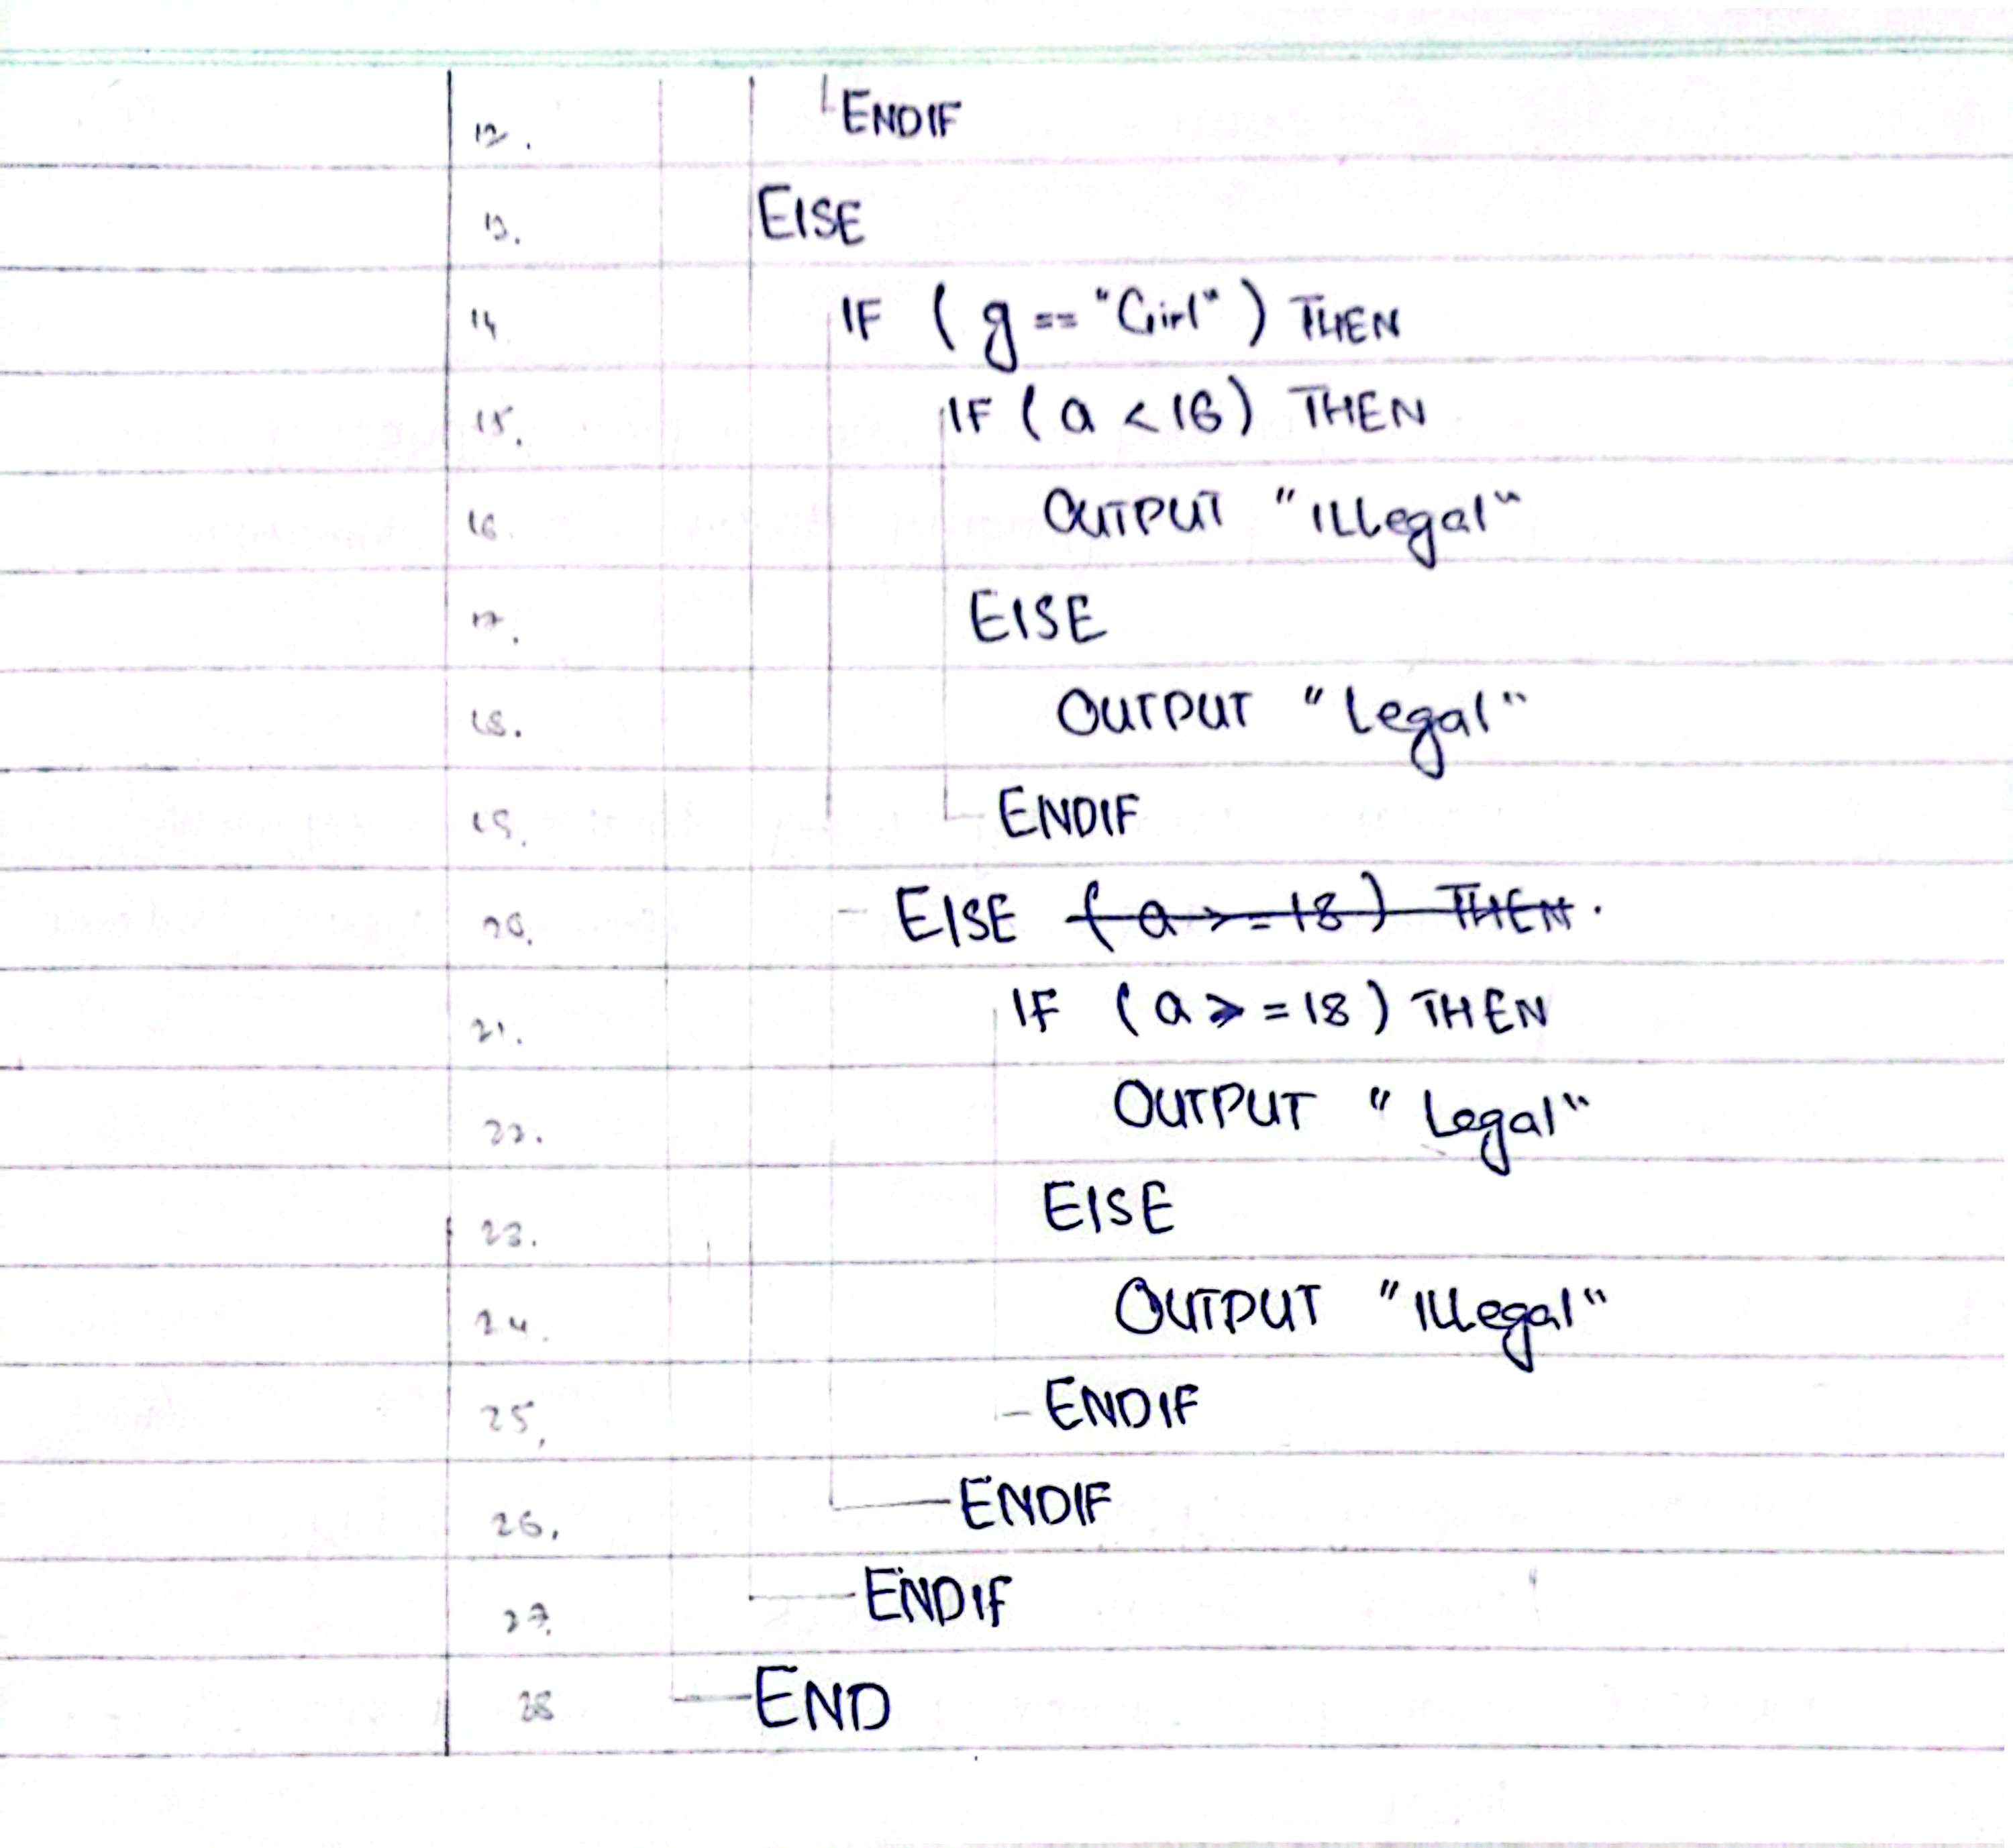 12. ENDIF
13. ElSE
14 IF ( g == "Girl" ) THEN
15. IF ( a < 16 ) THEN
16 OUTPUT "ILLegal"
17. ElSE
18. OUTPUT "Legal"
19. ENDIF
20. ElSE ( a > = 18 ) THEN.
21. IF ( a > = 18 ) THEN
22. OUTPUT " Legal"
23. ElSE
24. OUTPUT "ILLegal"
25, ENDIF
26, ENDIF
27. ENDIF
28 END